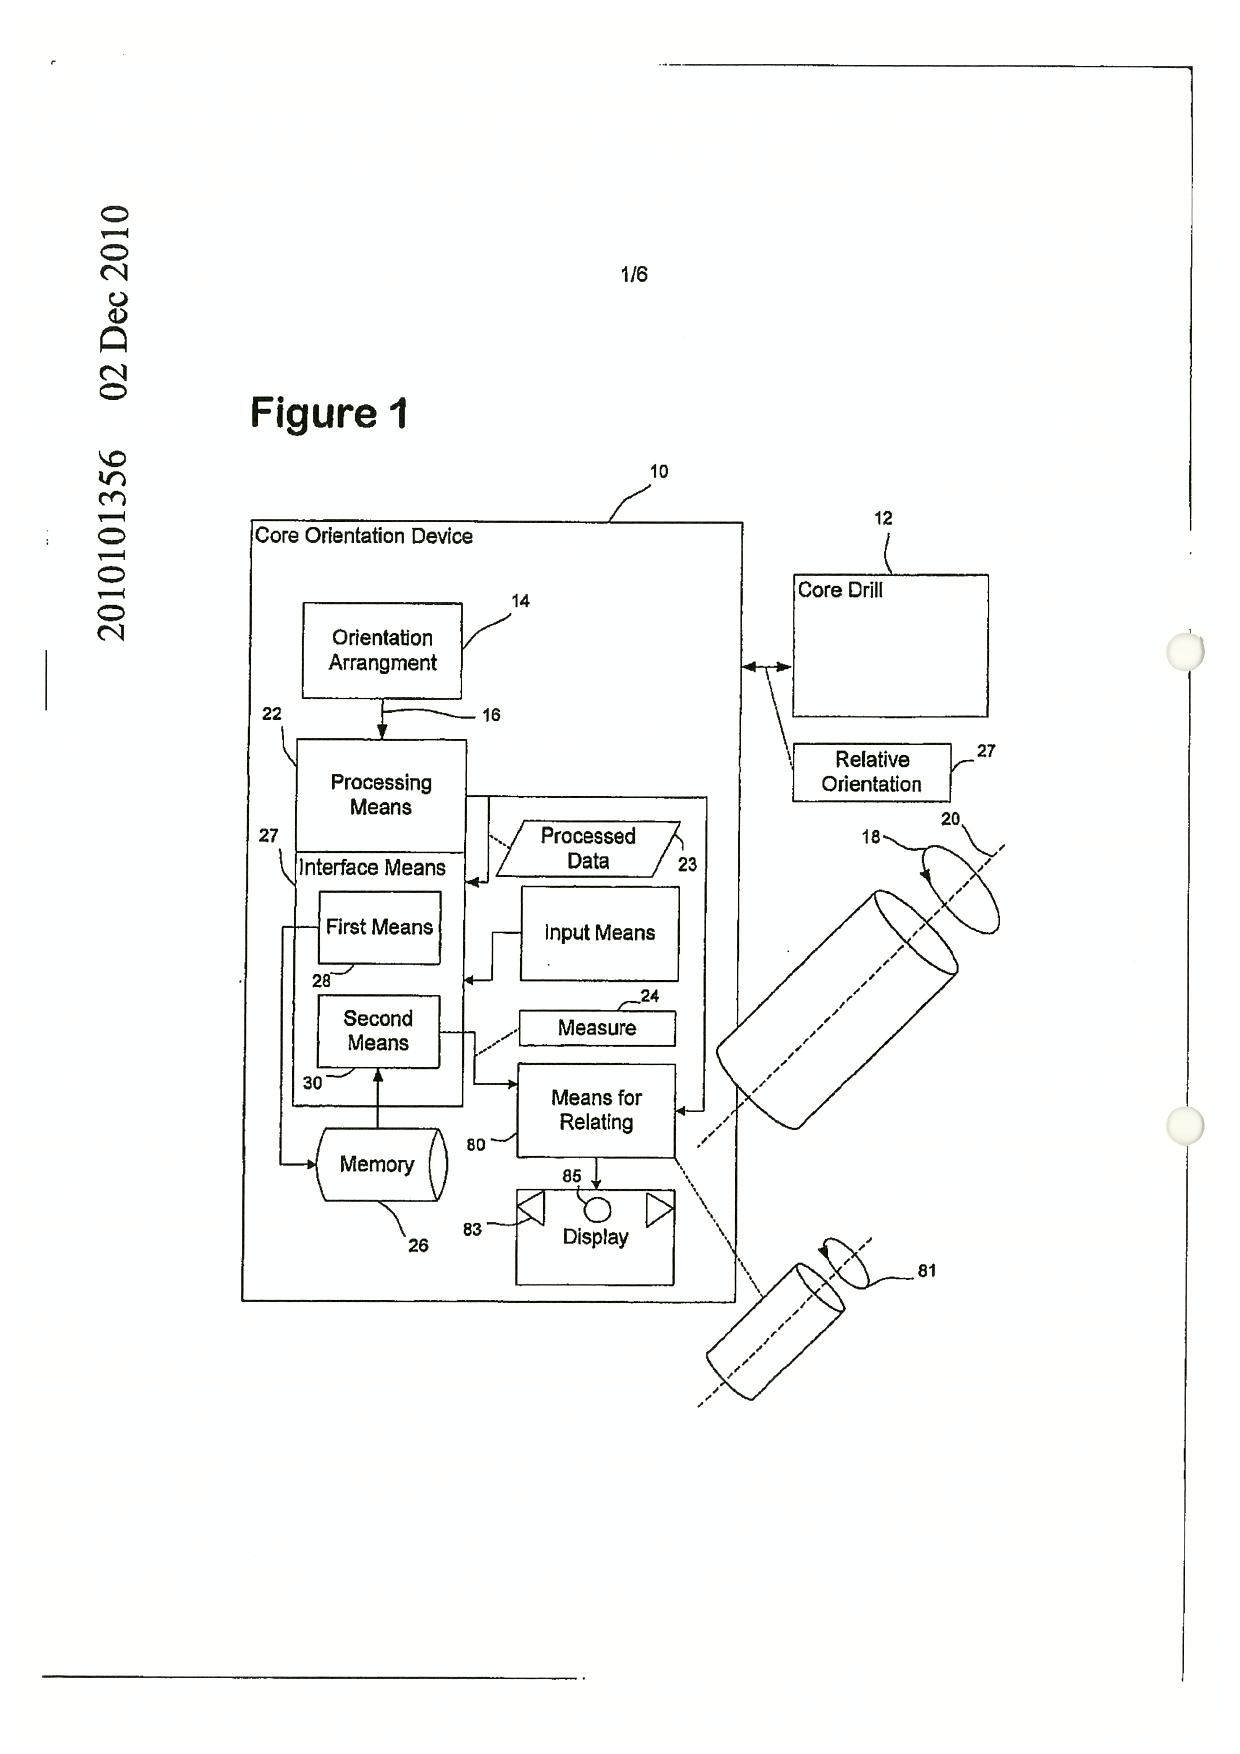 2010101356 02 Dec 2010
1/6
Figure 1
10
Core Orientation Device
12
Core Drill
14
Orientation
Arrangment
16
22
Processing
Means
Relative
Orientation
27
20
18
27
Processed
Data
23
Interface Means
First Means
28
Input Means
24
Measure
Second
Means
30
Means for
Relating
80
Memory
26
85
83
Display
81